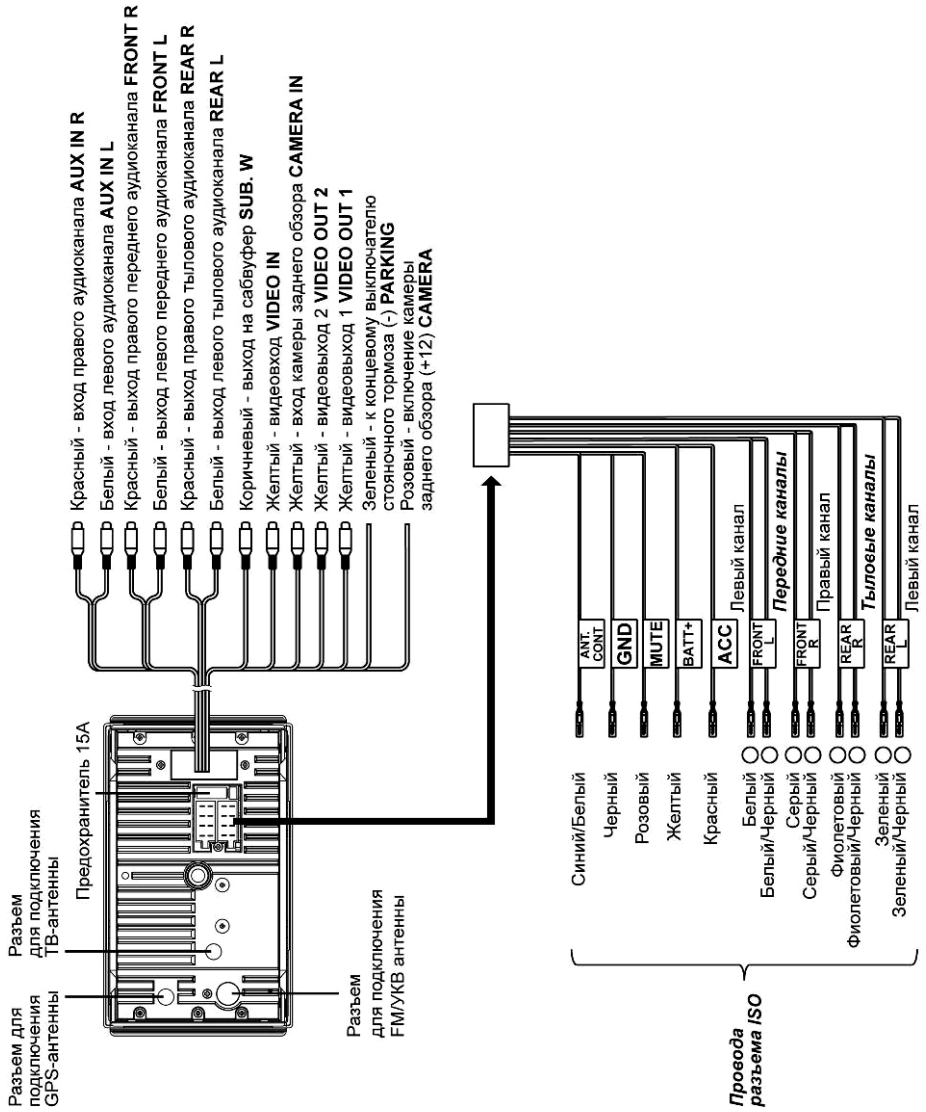 Разъем для
подключения
GPS-антенны
Разъем
для подключения
ТВ-антенны
Предохранитель 15А
Разъем
для подключения
FM/УКВ антенны
Красный - вход правого аудиоканала AUX IN R
Белый - вход левого аудиоканала AUX IN L
Красный - выход правого переднего аудиоканала FRONT R
Белый - выход левого переднего аудиоканала FRONT L
Красный - выход правого тылового аудиоканала REAR R
Белый - выход левого тылового аудиоканала REAR L
Коричневый - выход на сабвуфер SUB. W
Желтый - видеовход VIDEO IN
Желтый - вход камеры заднего обзора CAMERA IN
Желтый - видеовыход 2 VIDEO OUT 2
Желтый - видеовыход 1 VIDEO OUT 1
Зеленый - к концевому выключателю
стояночного тормоза (-) PARKING
Розовый - включение камеры
заднего обзора (+12) CAMERA
Провода
разъема ISO
Синий/Белый
Черный
Розовый
Желтый
Красный
Белый
Белый/Черный
Серый
Серый/Черный
Фиолетовый
Фиолетовый/Черный
Зеленый
Зеленый/Черный
ANT.
CONT
GND
MUTE
BATT+
ACC
FRONT
L
FRONT
R
REAR
R
REAR
L
Левый канал
Передние каналы
Правый канал
Тыловые каналы
Левый канал